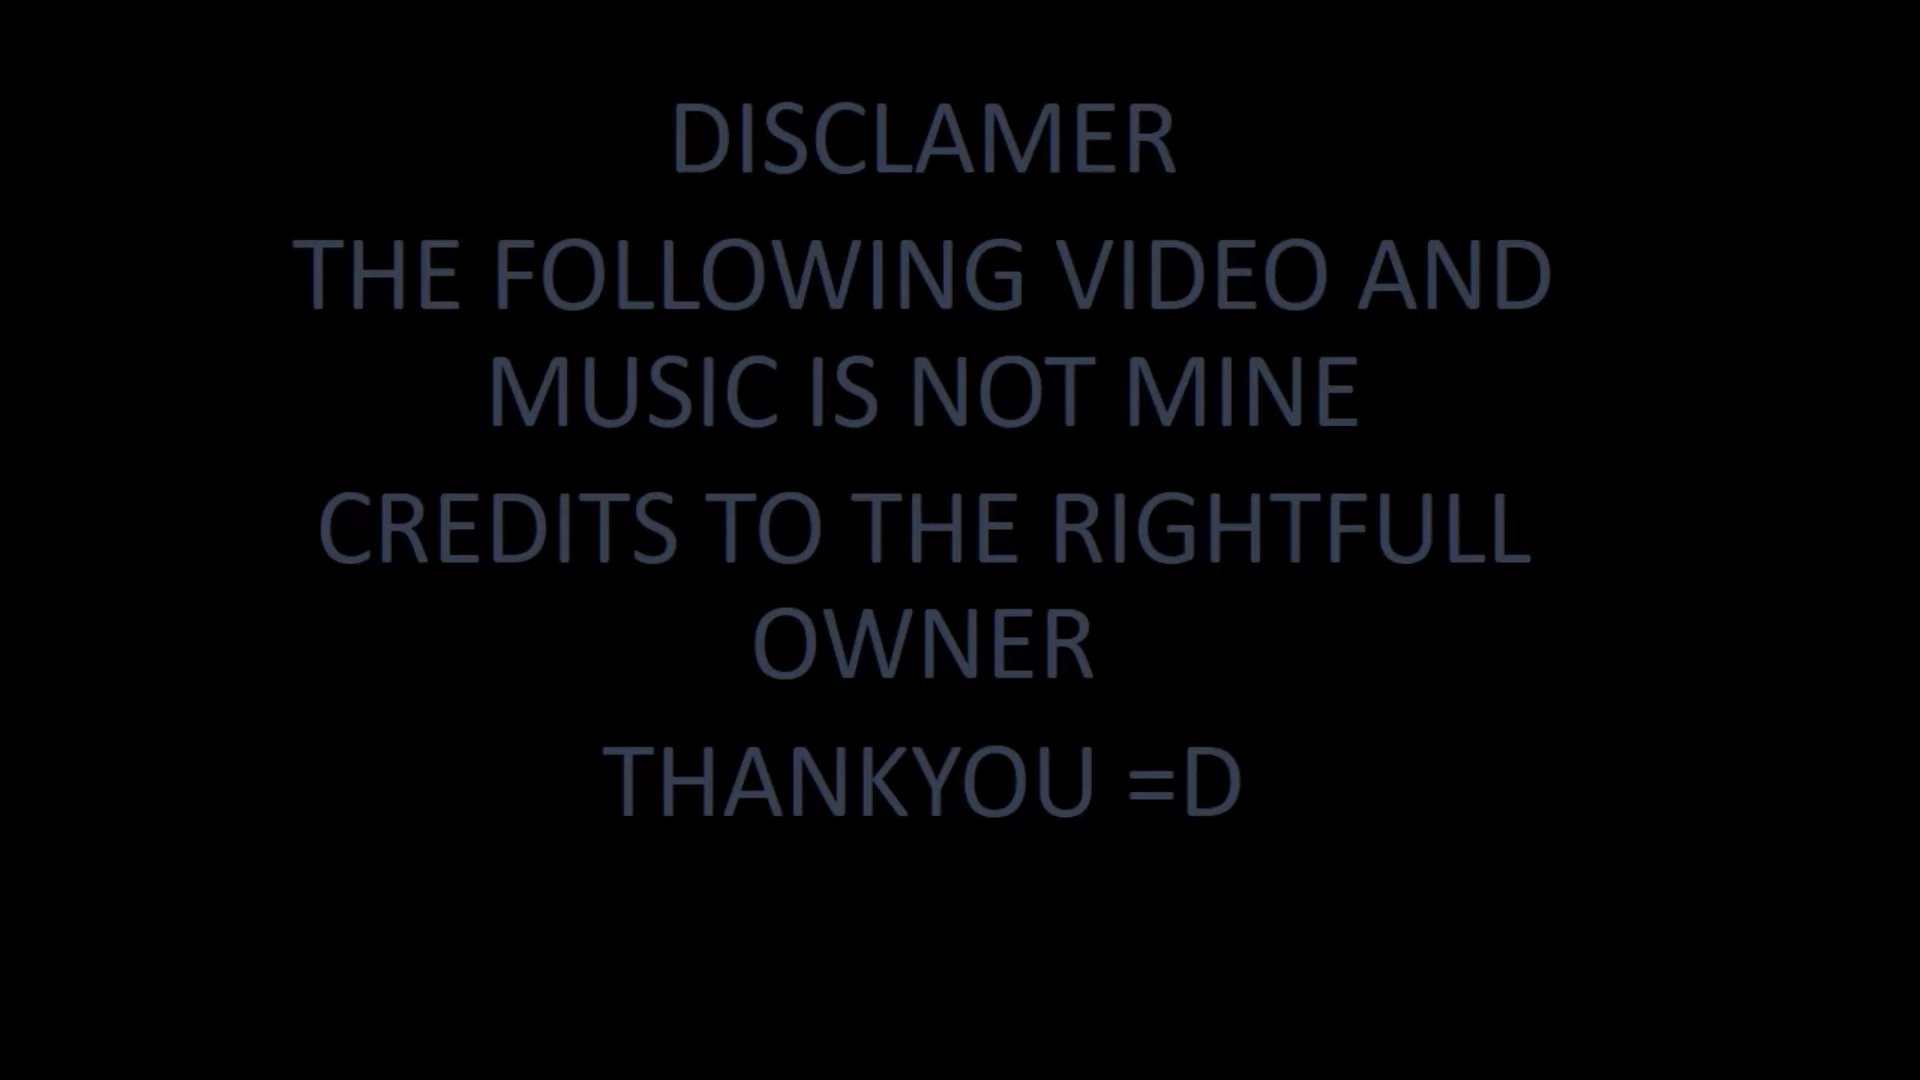 DISCLAMER
THE FOLLOWING VIDEO AND
MUSIC IS NOT MINE
CREDITS TO THE RIGHTFULL
OWNER
THANKYOU =D